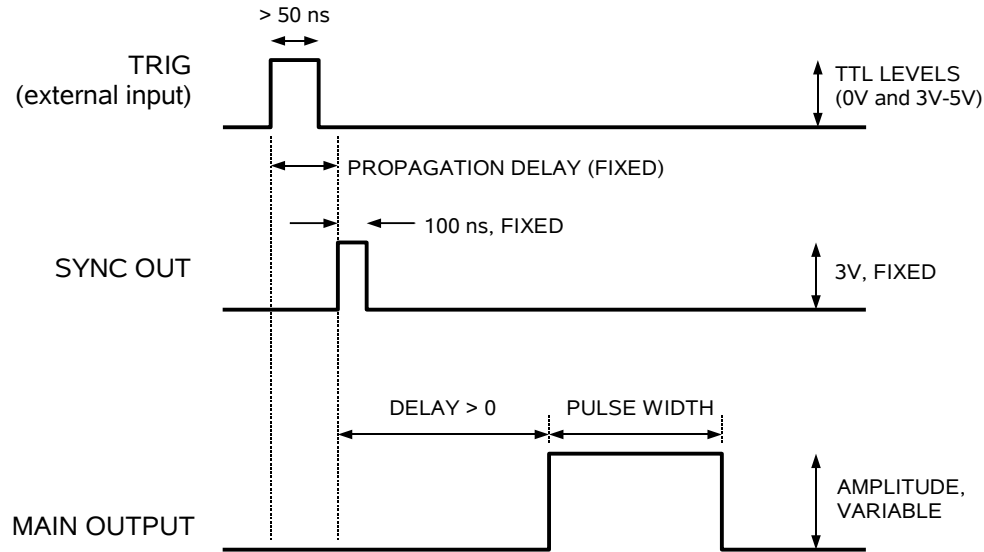 > 50 ns
TRIG
(external input)
TTL LEVELS
(0V and 3V-5V)
PROPAGATION DELAY (FIXED)
100 ns, FIXED
SYNC OUT
3V, FIXED
DELAY > 0
PULSE WIDTH
AMPLITUDE,
VARIABLE
MAIN OUTPUT